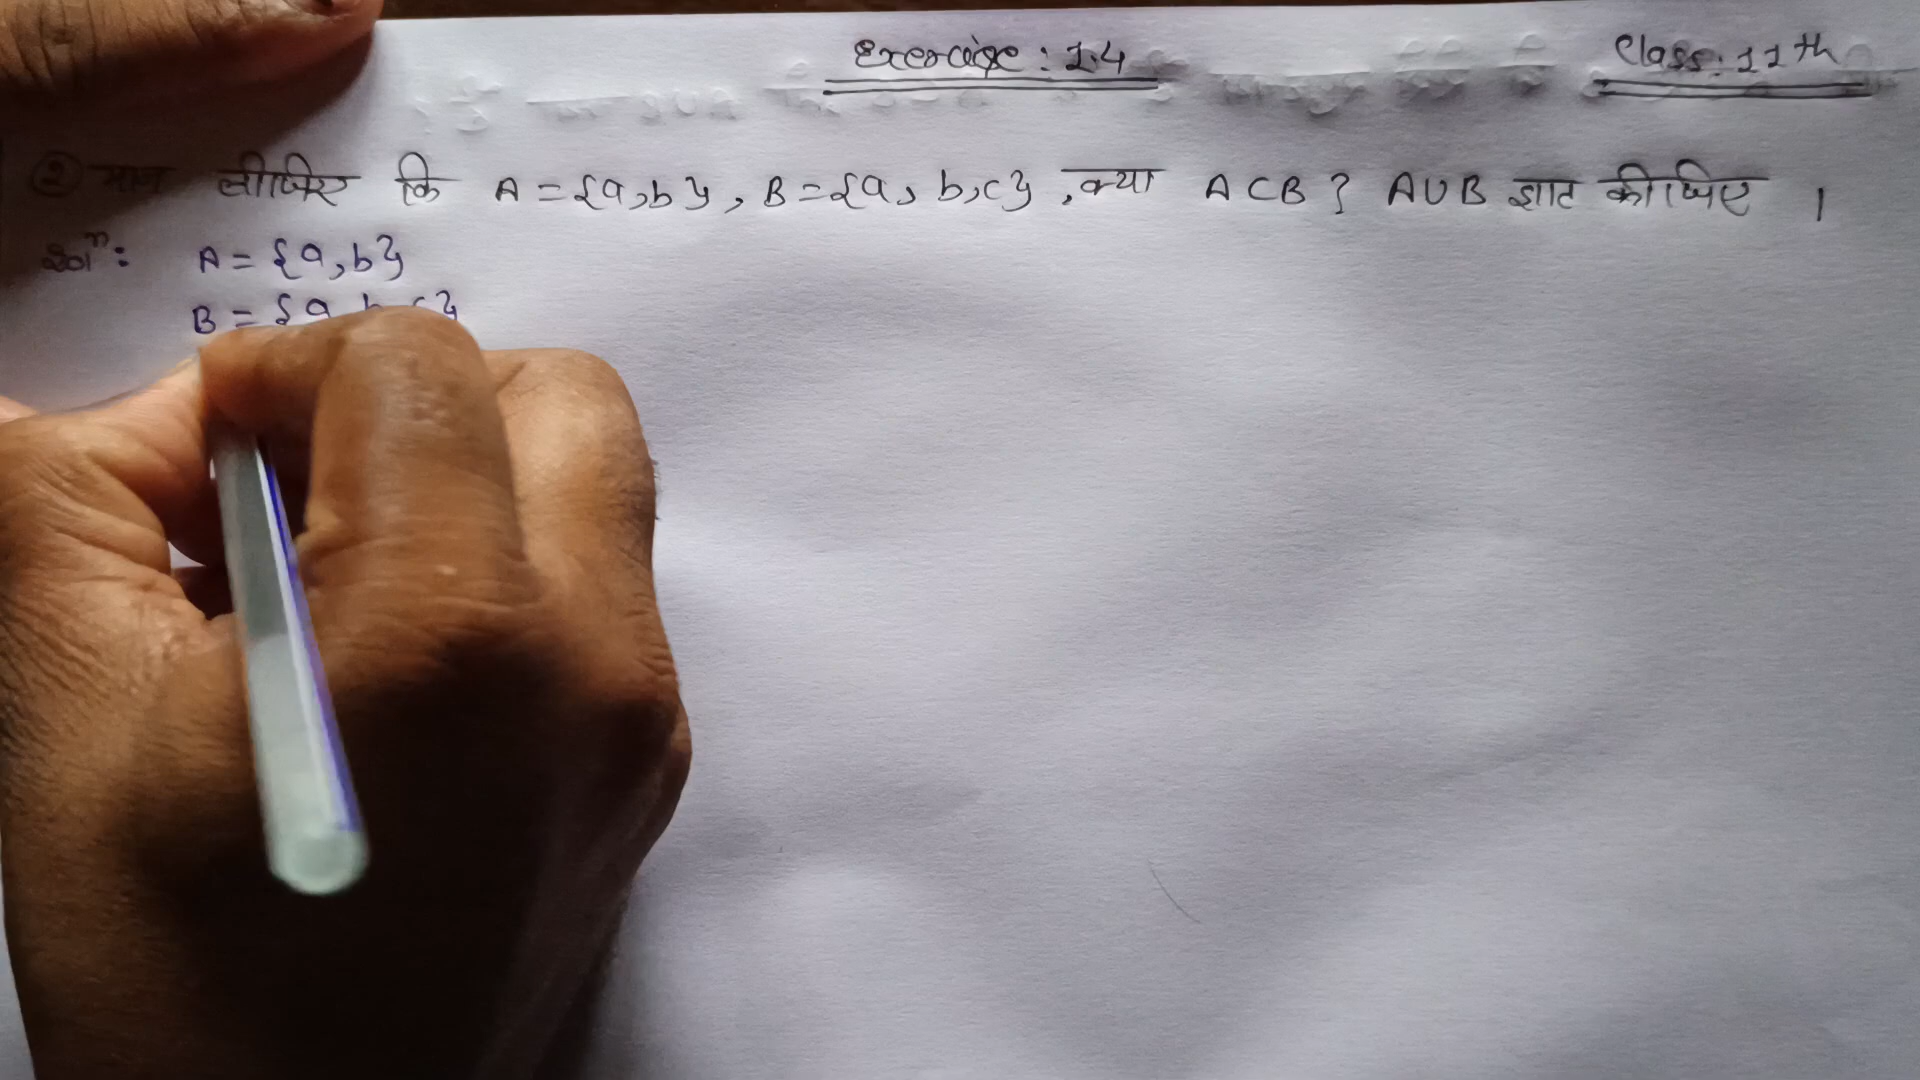 Exercise : 1.4
Class: 11th
② मान लीजिए कि A = {a, b}, B = {a, b, c}, क्या A ⊂ B ? A ∪ B ज्ञात कीजिए ।
Solⁿ: A = {a, b}
B = {a, b, c}